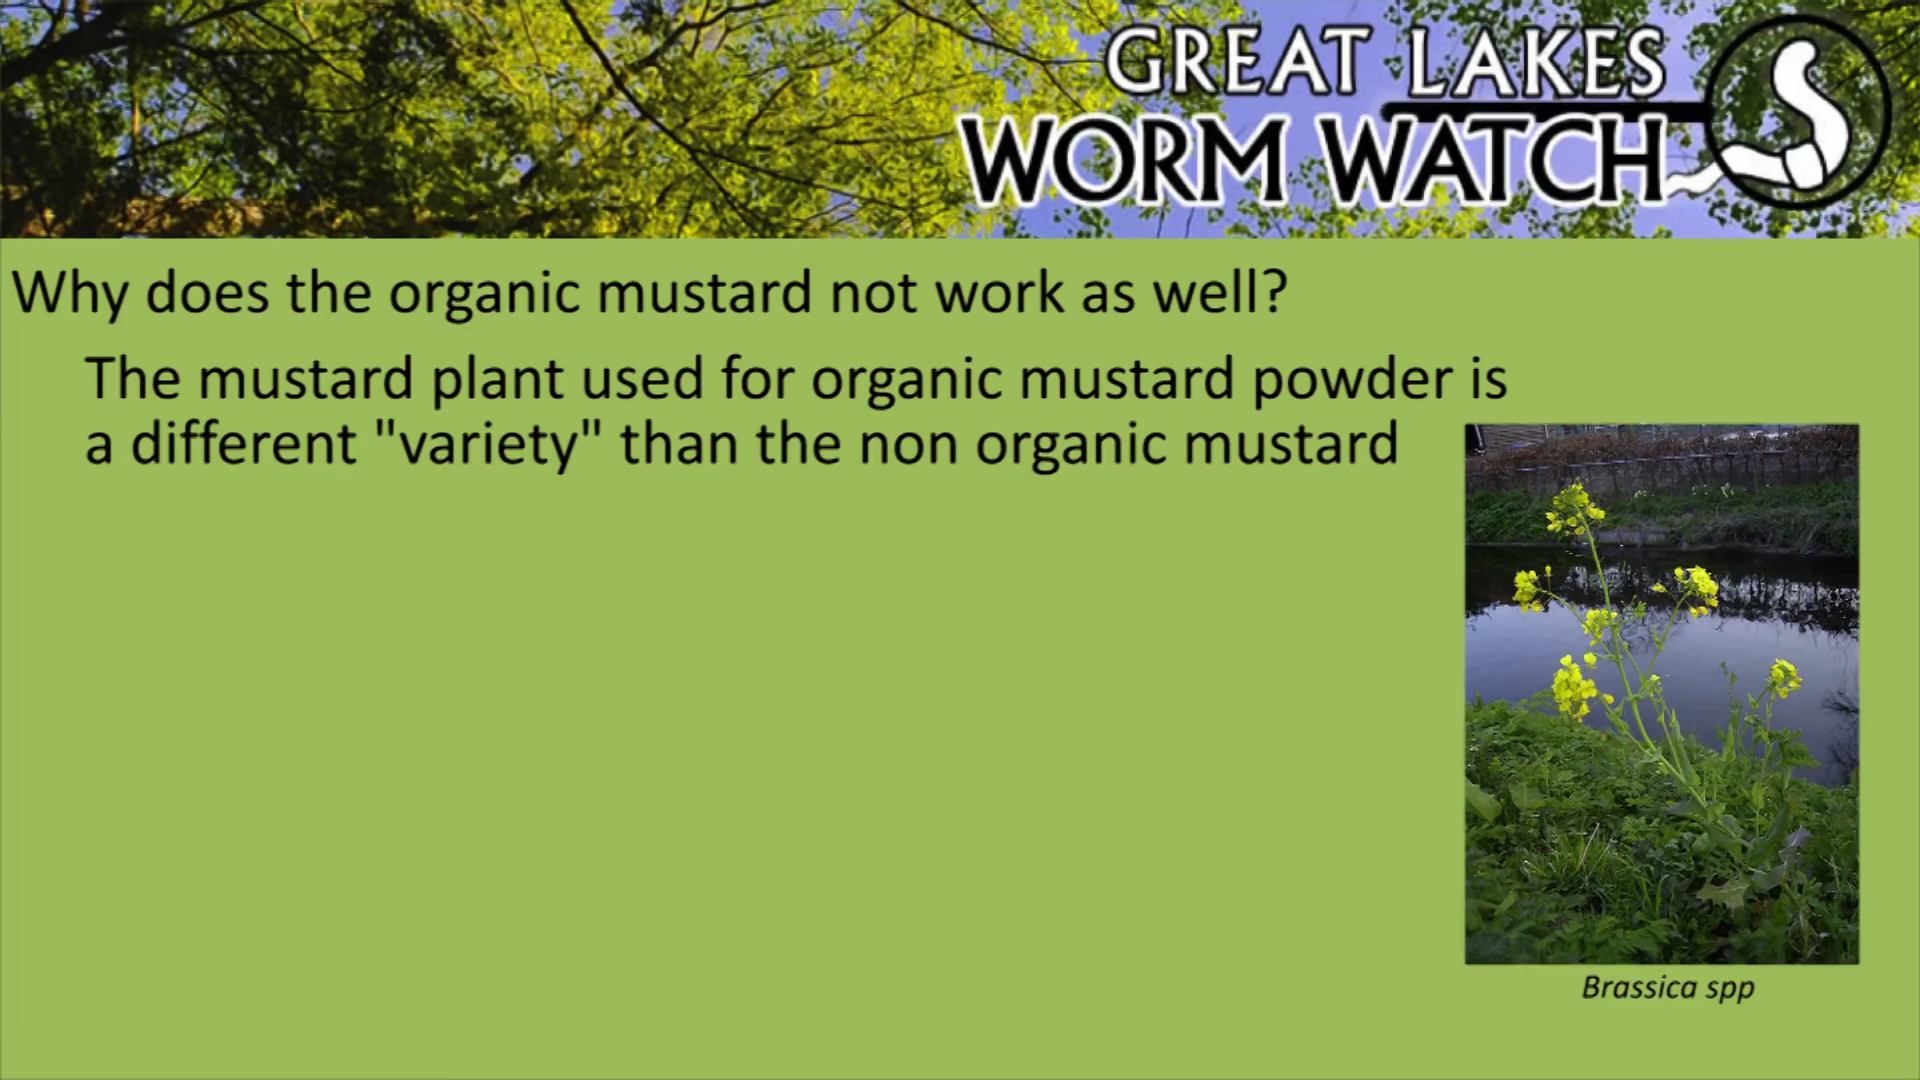 GREAT LAKES
WORM WATCH
Why does the organic mustard not work as well?
The mustard plant used for organic mustard powder is
a different "variety" than the non organic mustard
Brassica spp